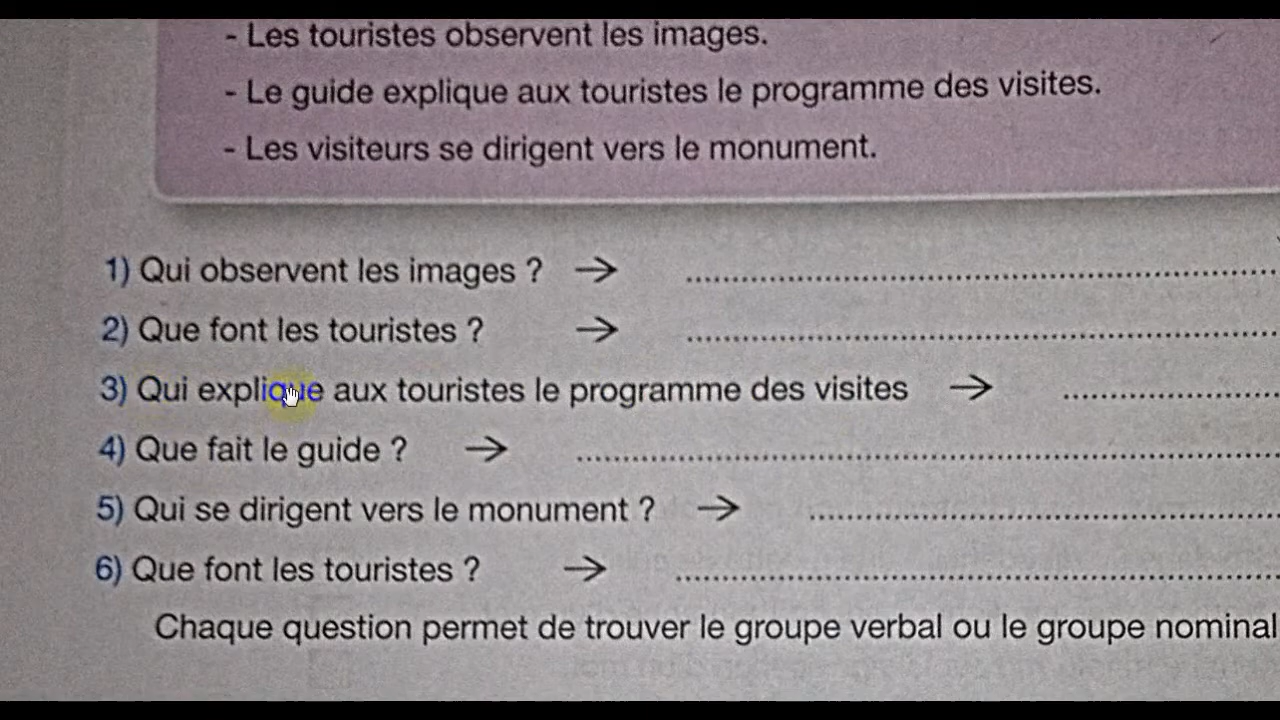 - Les touristes observent les images.
- Le guide explique aux touristes le programme des visites.
- Les visiteurs se dirigent vers le monument.
1) Qui observent les images ? → ........................
2) Que font les touristes ? → ........................
3) Qui explique aux touristes le programme des visites → ............
4) Que fait le guide ? → ........................
5) Qui se dirigent vers le monument ? → ........................
6) Que font les touristes ? → ........................
Chaque question permet de trouver le groupe verbal ou le groupe nominal